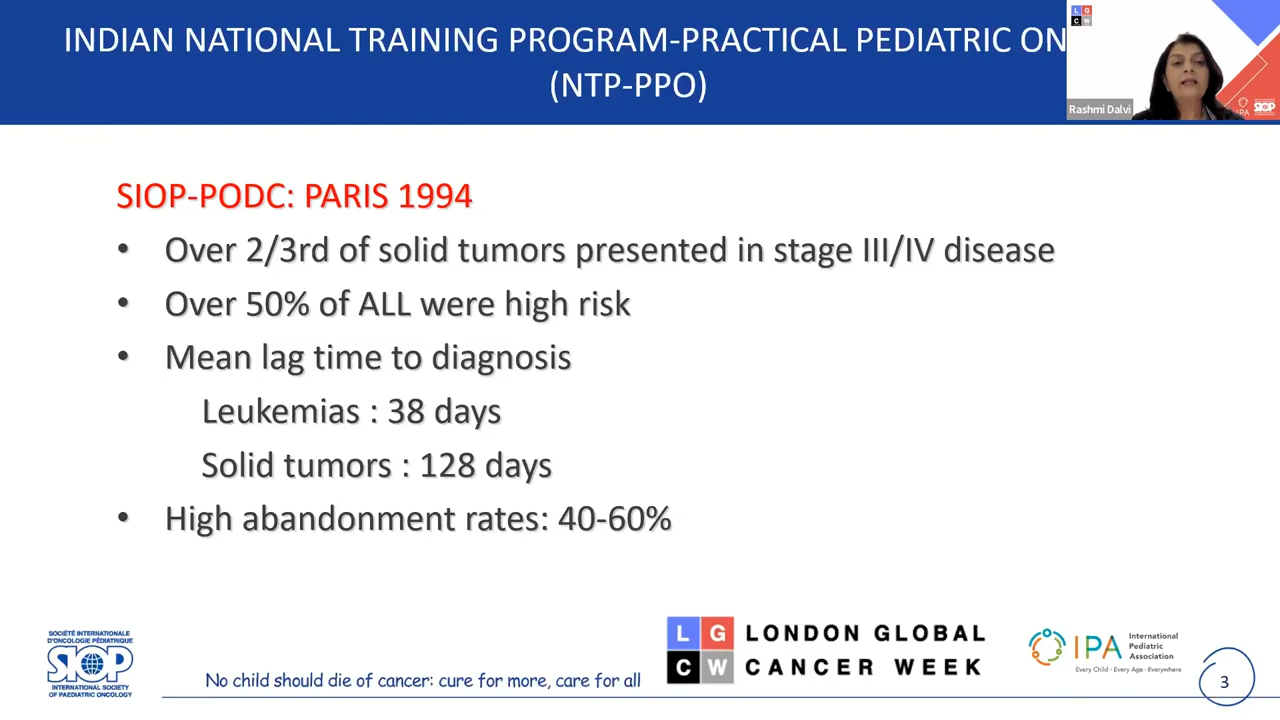 INDIAN NATIONAL TRAINING PROGRAM-PRACTICAL PEDIATRIC ON
(NTP-PPO)
L G
C W
Rashmi Dalvi
IPA SIOP
SIOP-PODC: PARIS 1994
• Over 2/3rd of solid tumors presented in stage III/IV disease
• Over 50% of ALL were high risk
• Mean lag time to diagnosis
Leukemias : 38 days
Solid tumors : 128 days
• High abandonment rates: 40-60%
SOCIÉTÉ INTERNATIONALE
D'ONCOLOGIE PÉDIATRIQUE
SIOP
INTERNATIONAL SOCIETY
OF PAEDIATRIC ONCOLOGY
No child should die of cancer: cure for more, care for all
L G
C W
LONDON GLOBAL
CANCER WEEK
IPA
International
Pediatric
Association
Every Child · Every Age · Everywhere
3